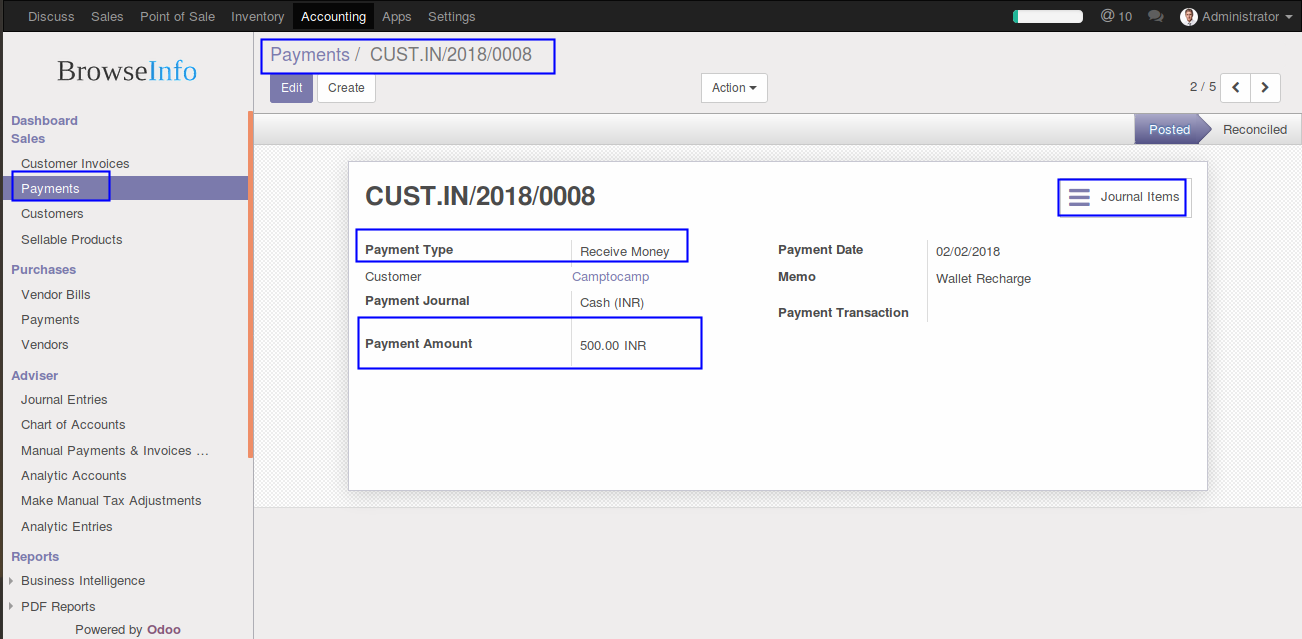 Discuss Sales Point of Sale Inventory Accounting Apps Settings @ 10 Administrator
BrowseInfo
Payments / CUST.IN/2018/0008
Edit Create Action 2 / 5
Posted Reconciled
Dashboard
Sales
Customer Invoices
Payments
Customers
Sellable Products
Purchases
Vendor Bills
Payments
Vendors
Adviser
Journal Entries
Chart of Accounts
Manual Payments & Invoices …
Analytic Accounts
Make Manual Tax Adjustments
Analytic Entries
Reports
Business Intelligence
PDF Reports
Powered by Odoo
CUST.IN/2018/0008
Journal Items
Payment Type Receive Money
Customer Camptocamp
Payment Journal Cash (INR)
Payment Amount 500.00 INR
Payment Date 02/02/2018
Memo Wallet Recharge
Payment Transaction